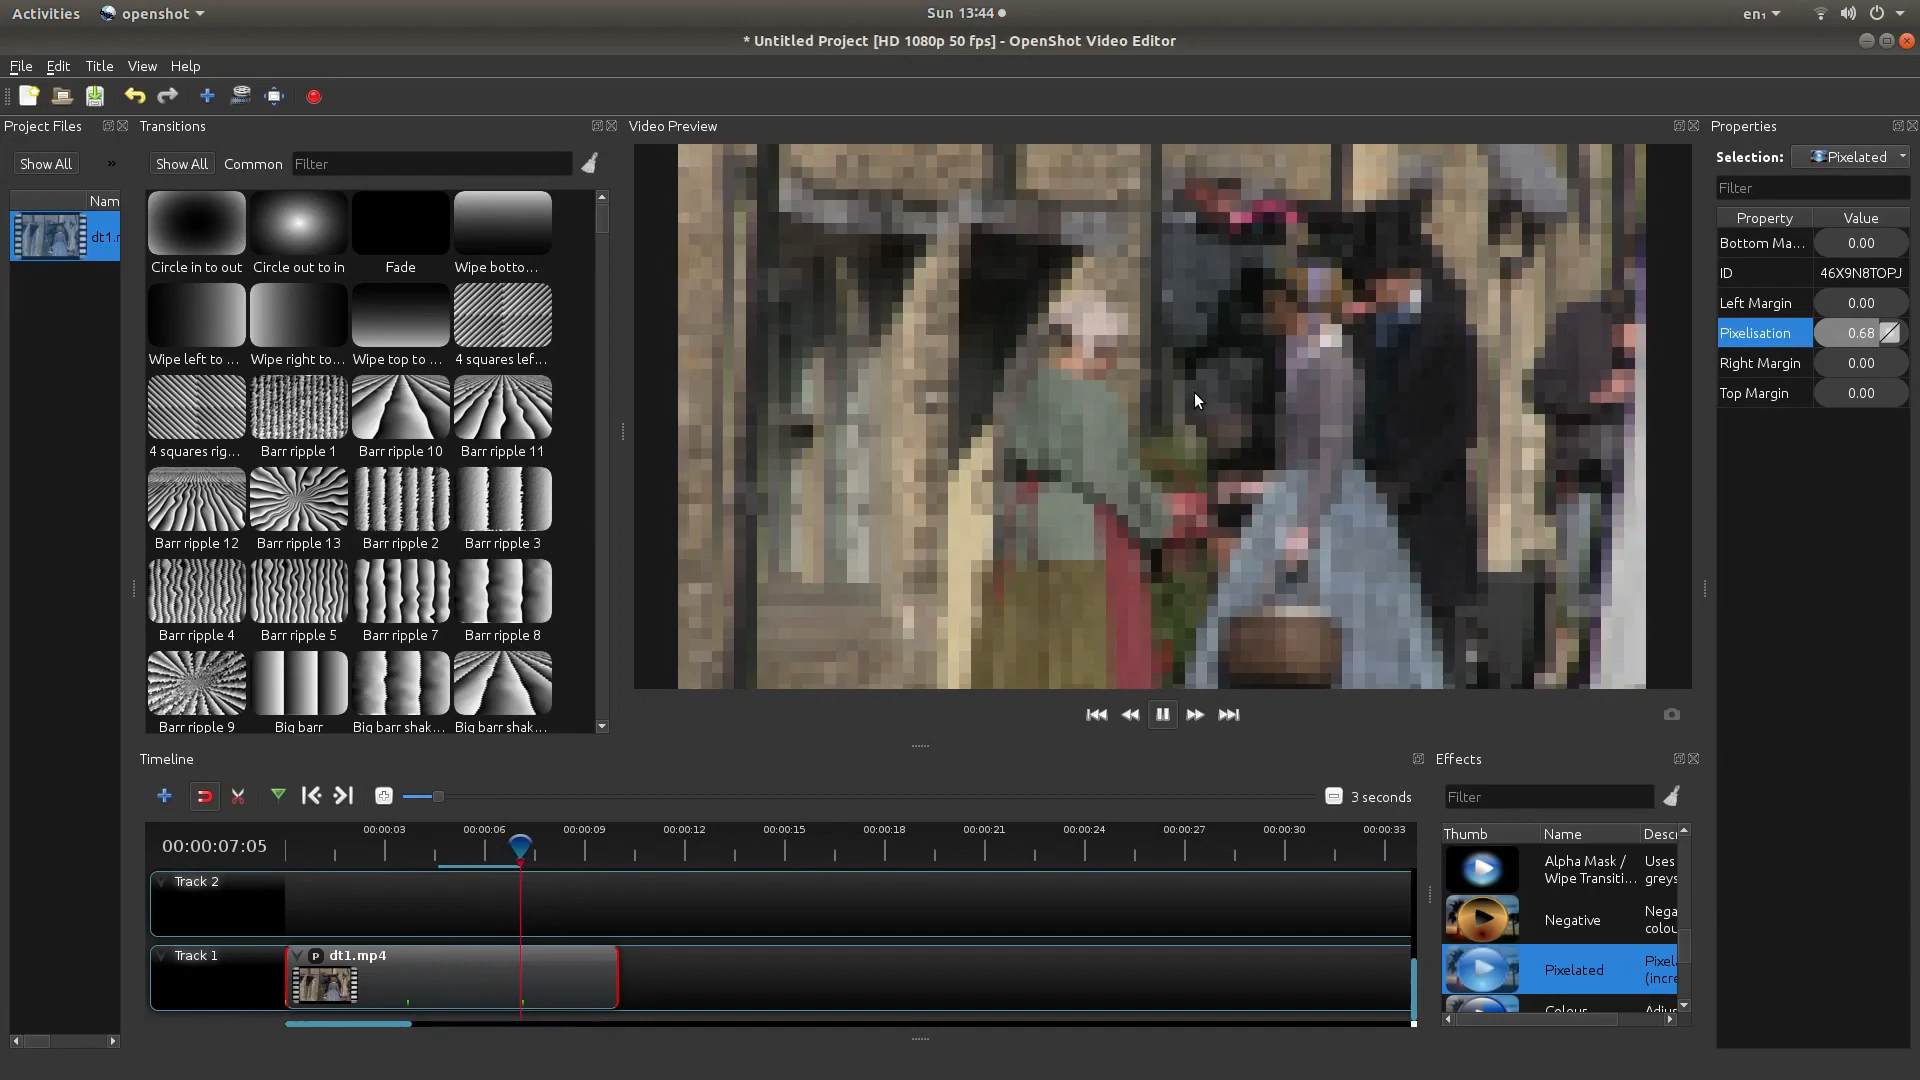 Activities openshot Sun 13:44 en₁
* Untitled Project [HD 1080p 50 fps] - OpenShot Video Editor
File Edit Title View Help
Project Files Transitions Video Preview Properties
Show All » Show All Common Filter Selection: Pixelated
Filter
Nam Property Value
dt1.r
Bottom Ma... 0.00
Circle in to out Circle out to in Fade Wipe botto...
ID 46X9N8TOPJ
Left Margin 0.00
Pixelisation 0.68
Wipe left to ... Wipe right to ... Wipe top to ... 4 squares lef...
Right Margin 0.00
Top Margin 0.00
4 squares rig... Barr ripple 1 Barr ripple 10 Barr ripple 11
Barr ripple 12 Barr ripple 13 Barr ripple 2 Barr ripple 3
Barr ripple 4 Barr ripple 5 Barr ripple 7 Barr ripple 8
Barr ripple 9 Big barr Big barr shak... Big barr shak...
Timeline Effects
3 seconds Filter
00:00:03 00:00:06 00:00:09 00:00:12 00:00:15 00:00:18 00:00:21 00:00:24 00:00:27 00:00:30 00:00:33
00:00:07:05
Thumb Name Descr
Alpha Mask / Uses
Wipe Transiti... greys
Track 2
Negative Nega
colou
Track 1 P dt1.mp4
Pixelated Pixel
(incre
Colour Adjus